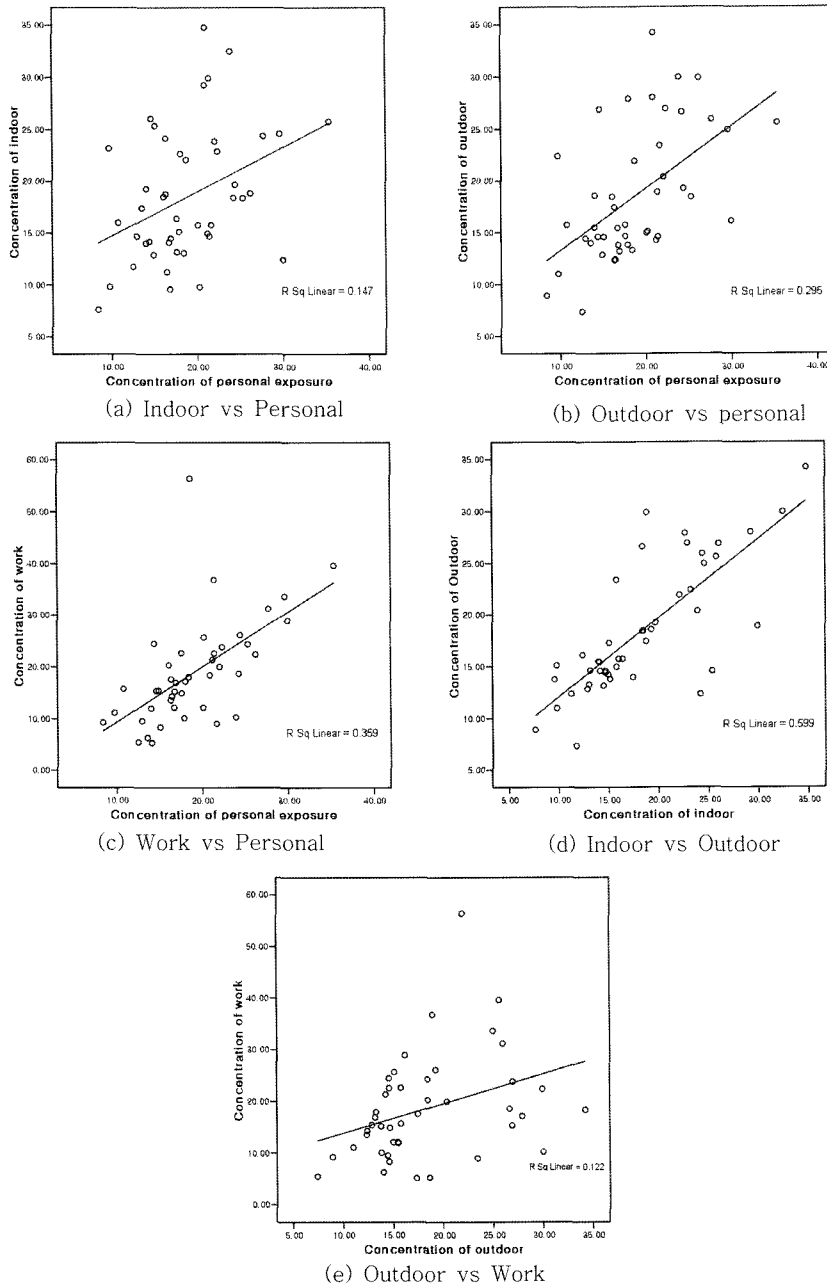 35.00
30.00
25.00
20.00
15.00
10.00
5.00
Concentration of indoor
R Sq Linear = 0.147
10.00 20.00 30.00 40.00
Concentration of personal exposure
(a) Indoor vs Personal
35.00
30.00
25.00
20.00
15.00
10.00
5.00
Concentration of outdoor
R Sq Linear = 0.295
10.00 20.00 30.00 40.00
Concentration of personal exposure
(b) Outdoor vs personal
60.00
50.00
40.00
30.00
20.00
10.00
0.00
Concentration of work
R Sq Linear = 0.359
10.00 20.00 30.00 40.00
Concentration of personal exposure
(c) Work vs Personal
35.00
30.00
25.00
20.00
15.00
10.00
5.00
Concentration of Outdoor
R Sq Linear = 0.599
5.00 10.00 15.00 20.00 25.00 30.00 35.00
Concentration of indoor
(d) Indoor vs Outdoor
60.00
50.00
40.00
30.00
20.00
10.00
0.00
Concentration of work
R Sq Linear = 0.122
5.00 10.00 15.00 20.00 25.00 30.00 35.00
Concentration of outdoor
(e) Outdoor vs Work